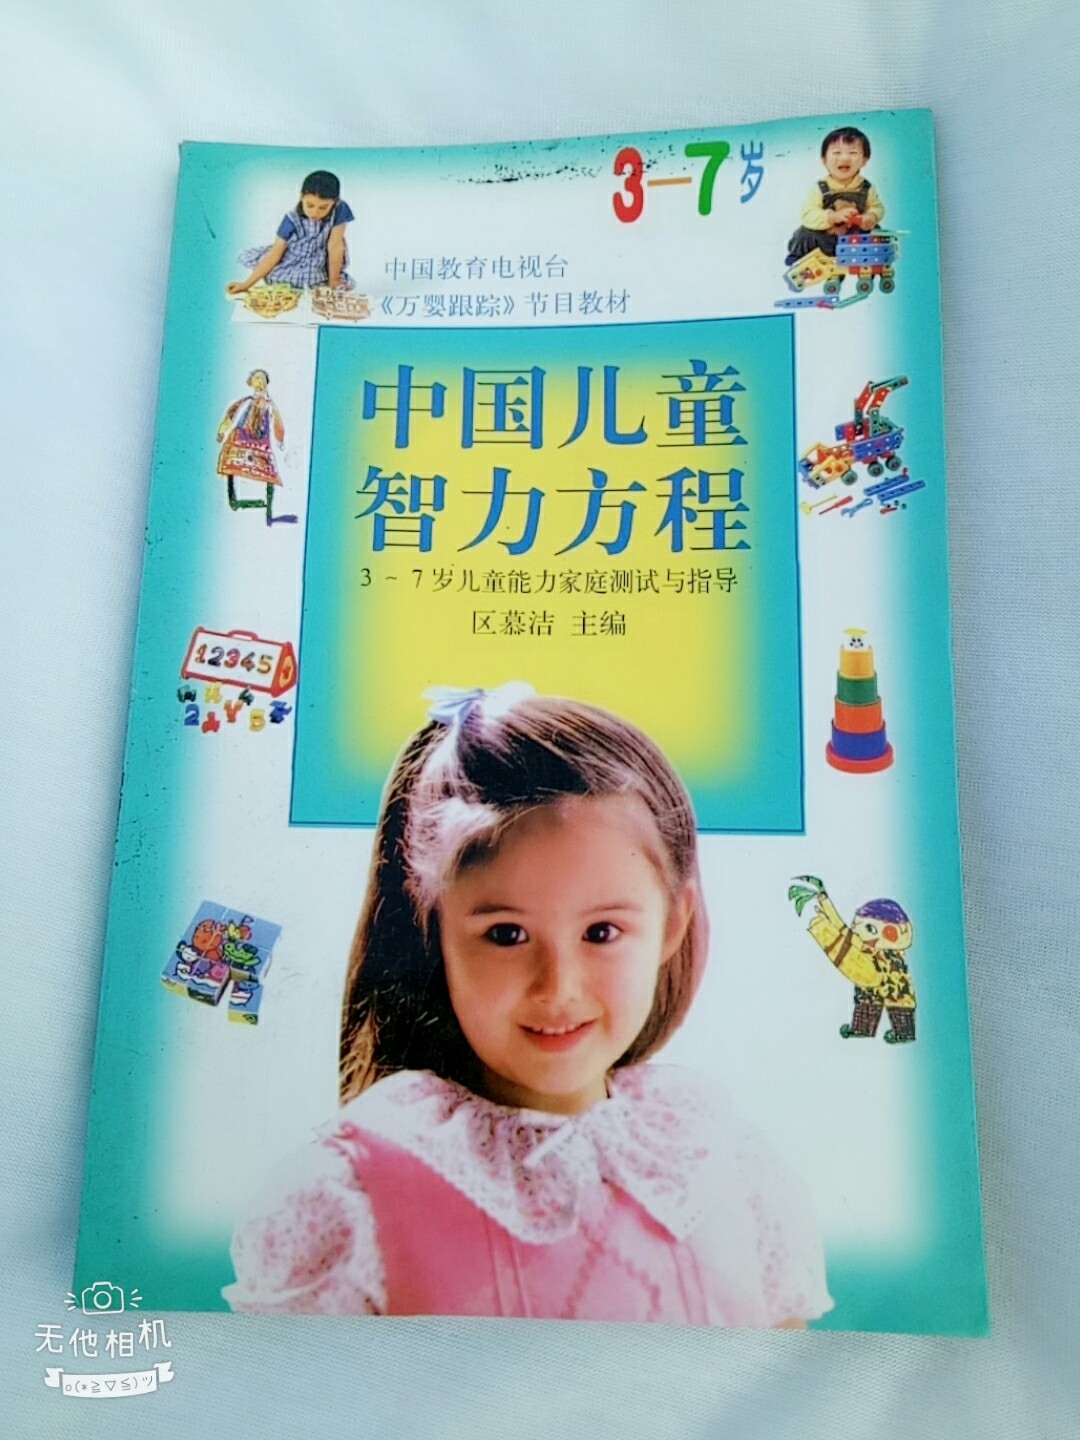 3—7岁
中国教育电视台
《万婴跟踪》节目教材
中国儿童
智力方程
3 ~ 7岁儿童能力家庭测试与指导
区慕洁 主编
12345
无他相机
o(*≧▽≦)ツ